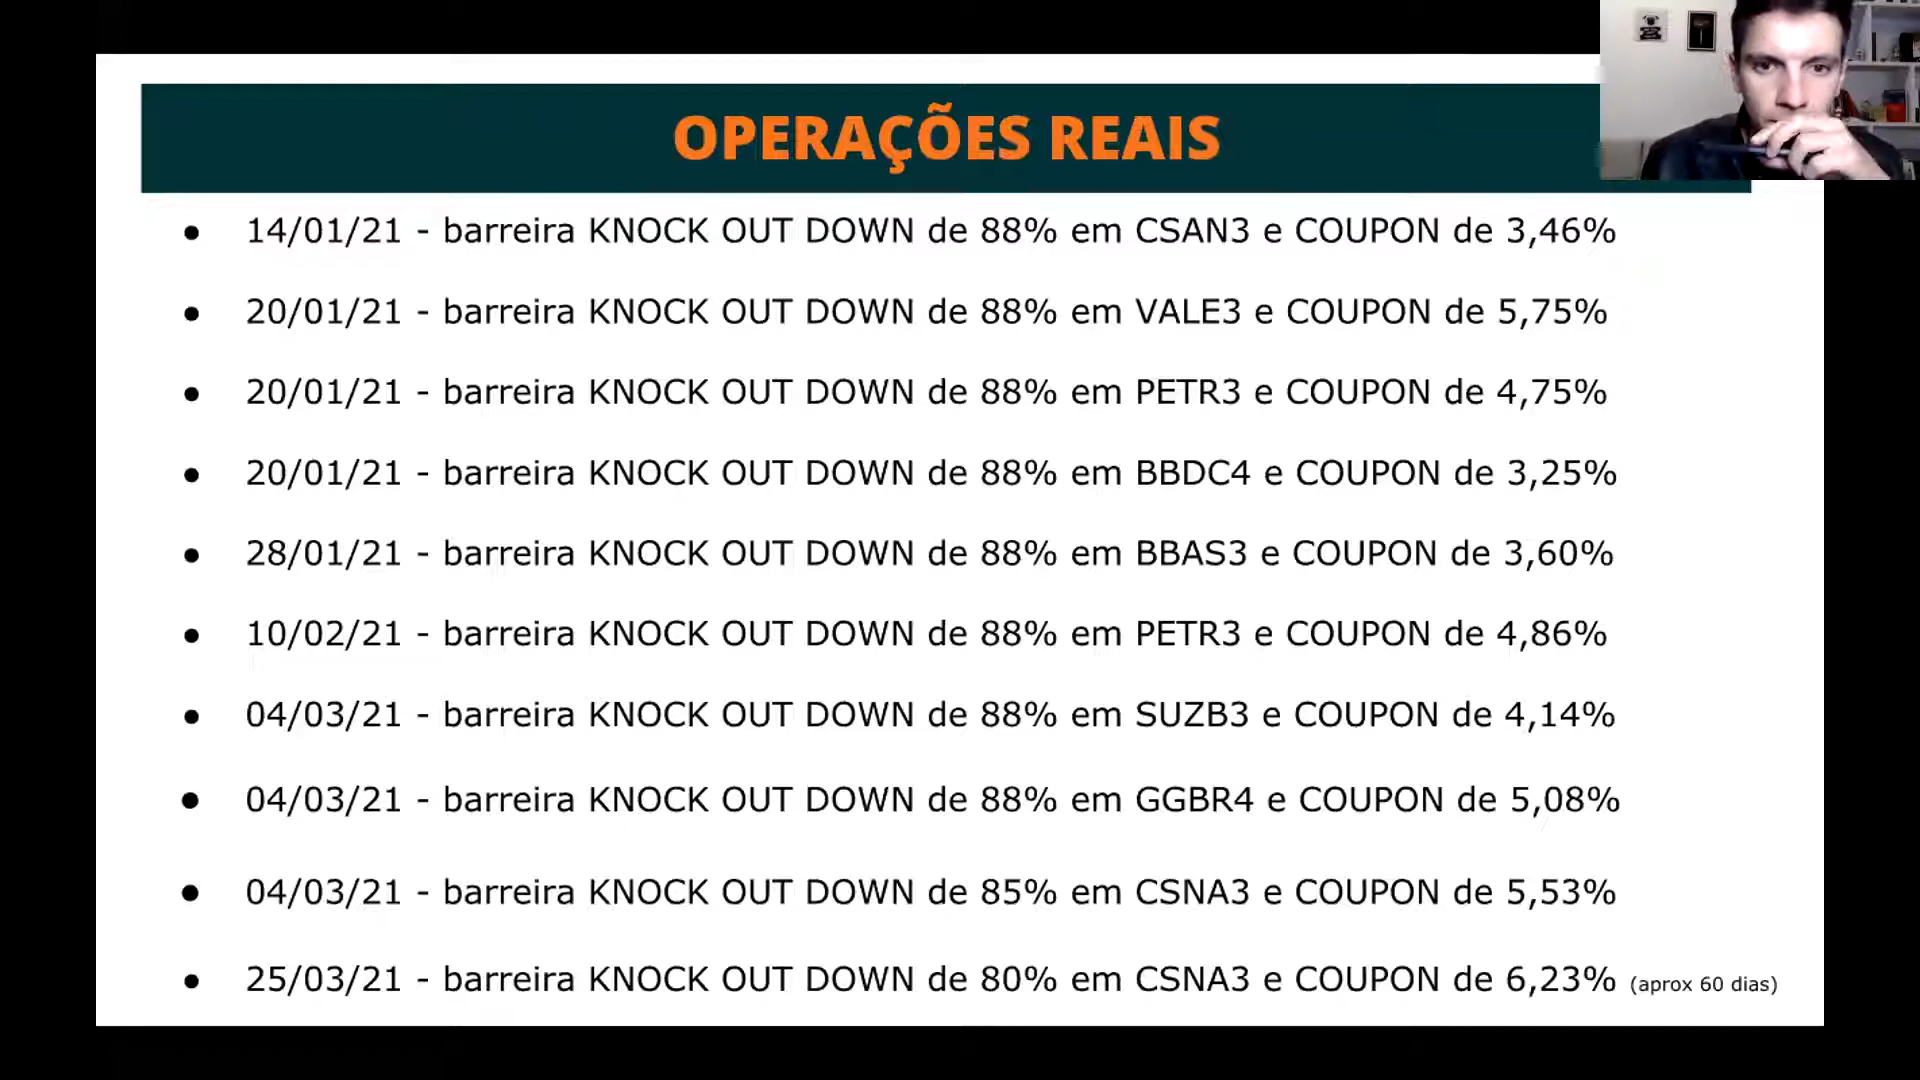 OPERAÇÕES REAIS
● 14/01/21 - barreira KNOCK OUT DOWN de 88% em CSAN3 e COUPON de 3,46%
● 20/01/21 - barreira KNOCK OUT DOWN de 88% em VALE3 e COUPON de 5,75%
● 20/01/21 - barreira KNOCK OUT DOWN de 88% em PETR3 e COUPON de 4,75%
● 20/01/21 - barreira KNOCK OUT DOWN de 88% em BBDC4 e COUPON de 3,25%
● 28/01/21 - barreira KNOCK OUT DOWN de 88% em BBAS3 e COUPON de 3,60%
● 10/02/21 - barreira KNOCK OUT DOWN de 88% em PETR3 e COUPON de 4,86%
● 04/03/21 - barreira KNOCK OUT DOWN de 88% em SUZB3 e COUPON de 4,14%
● 04/03/21 - barreira KNOCK OUT DOWN de 88% em GGBR4 e COUPON de 5,08%
● 04/03/21 - barreira KNOCK OUT DOWN de 85% em CSNA3 e COUPON de 5,53%
● 25/03/21 - barreira KNOCK OUT DOWN de 80% em CSNA3 e COUPON de 6,23% (aprox 60 dias)